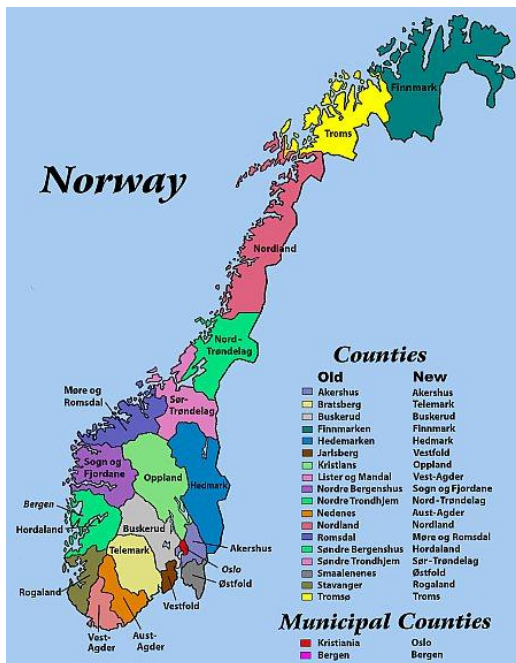 Norway
Finnmark
Troms
Nordland
Nord-
Trøndelag
Møre og
Romsdal
Sør-
Trøndelag
Sogn og
Fjordane
Oppland
Hedmark
Bergen
Hordaland
Buskerud
Telemark
Akershus
Oslo
Østfold
Rogaland
Vestfold
Vest-
Agder
Aust-
Agder
Counties
Old New
Akershus Akershus
Bratsberg Telemark
Buskerud Buskerud
Finnmarken Finnmark
Hedemarken Hedmark
Jarlsberg Vestfold
Kristians Oppland
Lister og Mandal Vest-Agder
Nordre Bergenshus Sogn og Fjordane
Nordre Trondhjem Nord-Trøndelag
Nedenes Aust-Agder
Nordland Nordland
Romsdal Møre og Romsdal
Søndre Bergenshus Hordaland
Søndre Trondhjem Sør-Trøndelag
Smaalenenes Østfold
Stavanger Rogaland
Tromsø Troms
Municipal Counties
Kristiania Oslo
Bergen Bergen